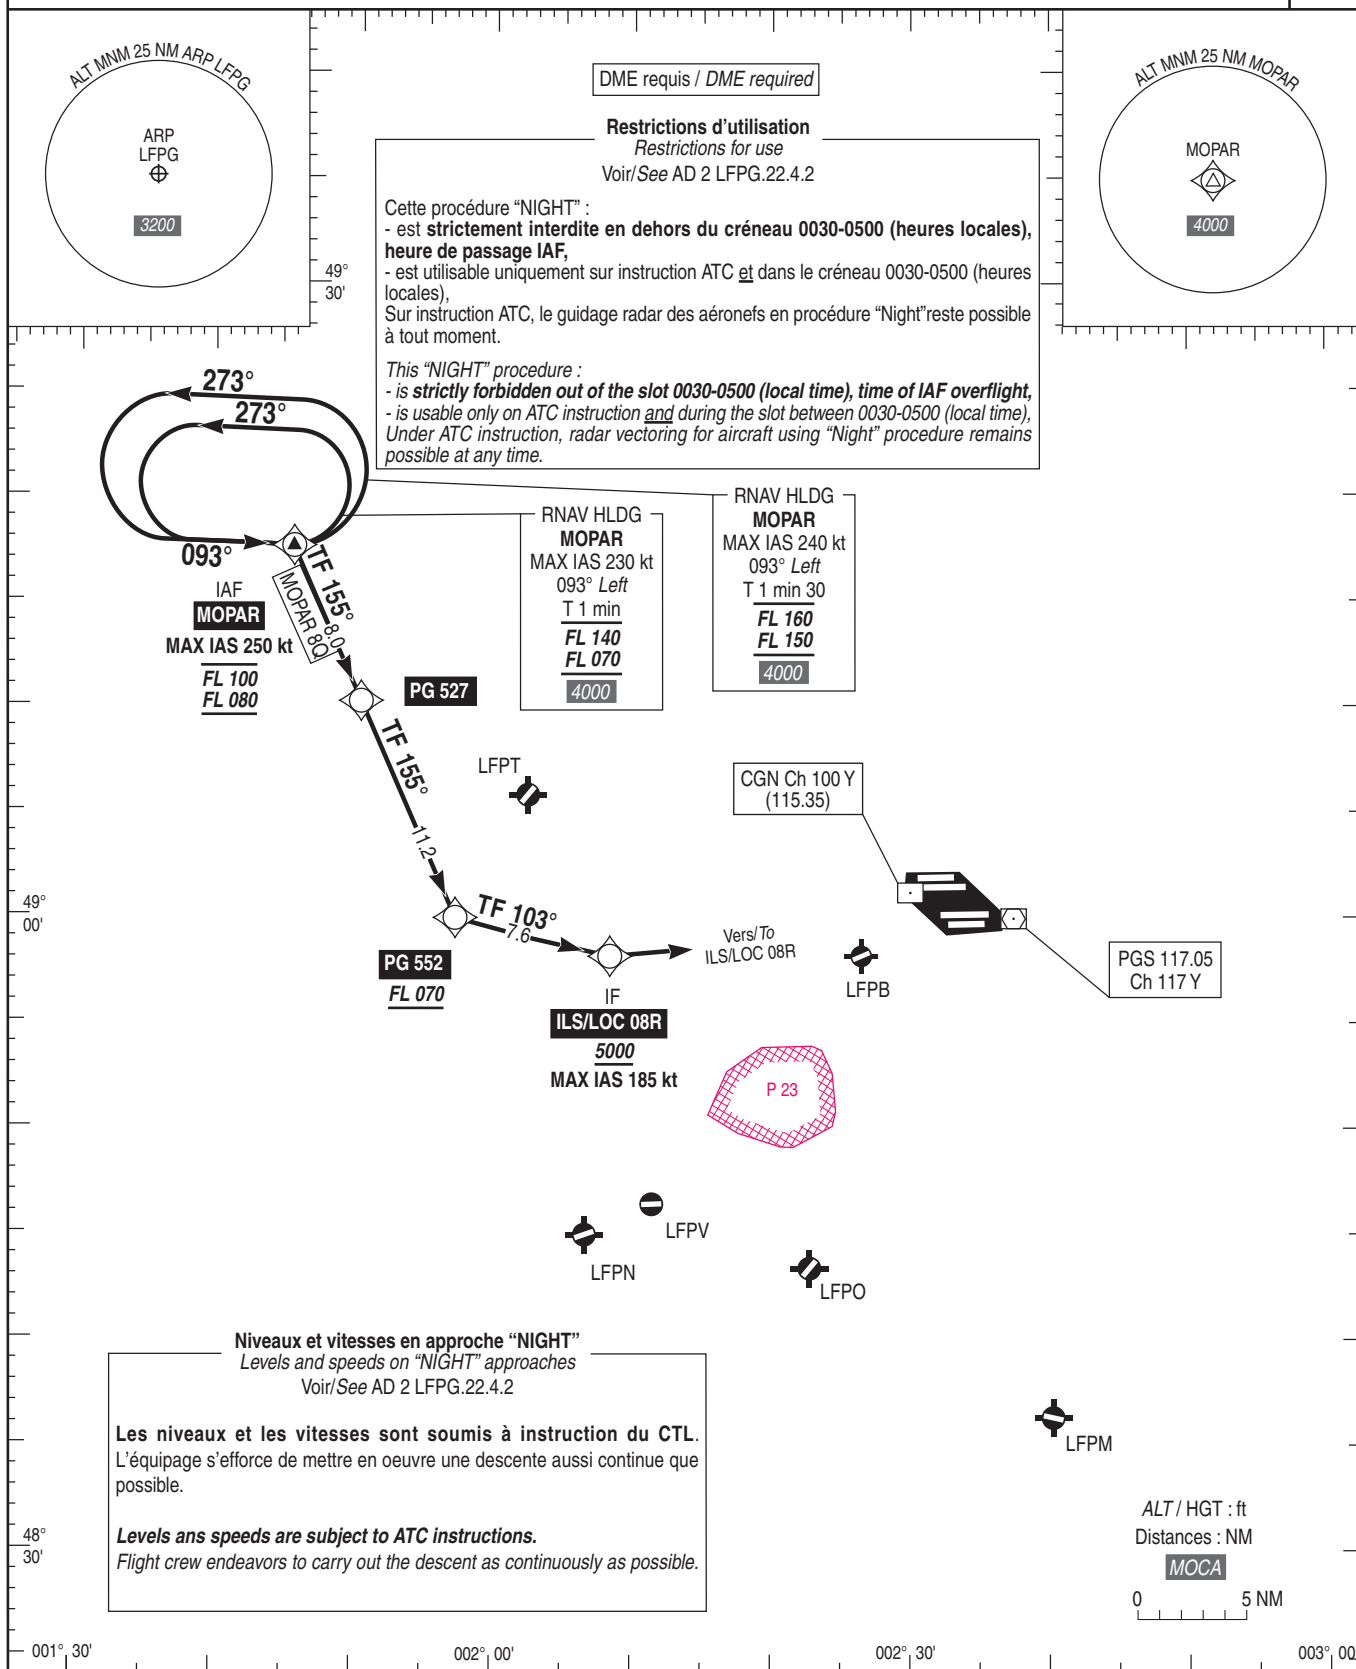 ALT MNM 25 NM ARP LFPG
ARP
LFPG
3200
49°
30'
DME requis / DME required
ALT MNM 25 NM MOPAR
MOPAR
4000
Restrictions d'utilisation
Restrictions for use
Voir/See AD 2 LFPG.22.4.2
Cette procédure “NIGHT” :
- est strictement interdite en dehors du créneau 0030-0500 (heures locales),
heure de passage IAF,
- est utilisable uniquement sur instruction ATC et dans le créneau 0030-0500 (heures
locales),
Sur instruction ATC, le guidage radar des aéronefs en procédure “Night”reste possible
à tout moment.
This “NIGHT” procedure :
- is strictly forbidden out of the slot 0030-0500 (local time), time of IAF overflight,
- is usable only on ATC instruction and during the slot between 0030-0500 (local time),
Under ATC instruction, radar vectoring for aircraft using “Night” procedure remains
possible at any time.
273°
273°
093°
IAF
MOPAR
MAX IAS 250 kt
FL 100
FL 080
TF 155°
8.0
MOPAR 8Q
RNAV HLDG
MOPAR
MAX IAS 230 kt
093° Left
T 1 min
FL 140
FL 070
4000
RNAV HLDG
MOPAR
MAX IAS 240 kt
093° Left
T 1 min 30
FL 160
FL 150
4000
PG 527
TF 155°
11.2
LFPT
CGN Ch 100 Y
(115.35)
49°
00'
TF 103°
7.6
PG 552
FL 070
Vers/To
ILS/LOC 08R
IF
ILS/LOC 08R
5000
MAX IAS 185 kt
LFPB
PGS 117.05
Ch 117 Y
P 23
LFPV
LFPN
LFPO
LFPM
Niveaux et vitesses en approche “NIGHT”
Levels and speeds on “NIGHT” approaches
Voir/See AD 2 LFPG.22.4.2
Les niveaux et les vitesses sont soumis à instruction du CTL.
L'équipage s'efforce de mettre en oeuvre une descente aussi continue que
possible.
Levels ans speeds are subject to ATC instructions.
Flight crew endeavors to carry out the descent as continuously as possible.
48°
30'
ALT / HGT : ft
Distances : NM
MOCA
0 5 NM
001° 30'
002° 00'
002° 30'
003° 00